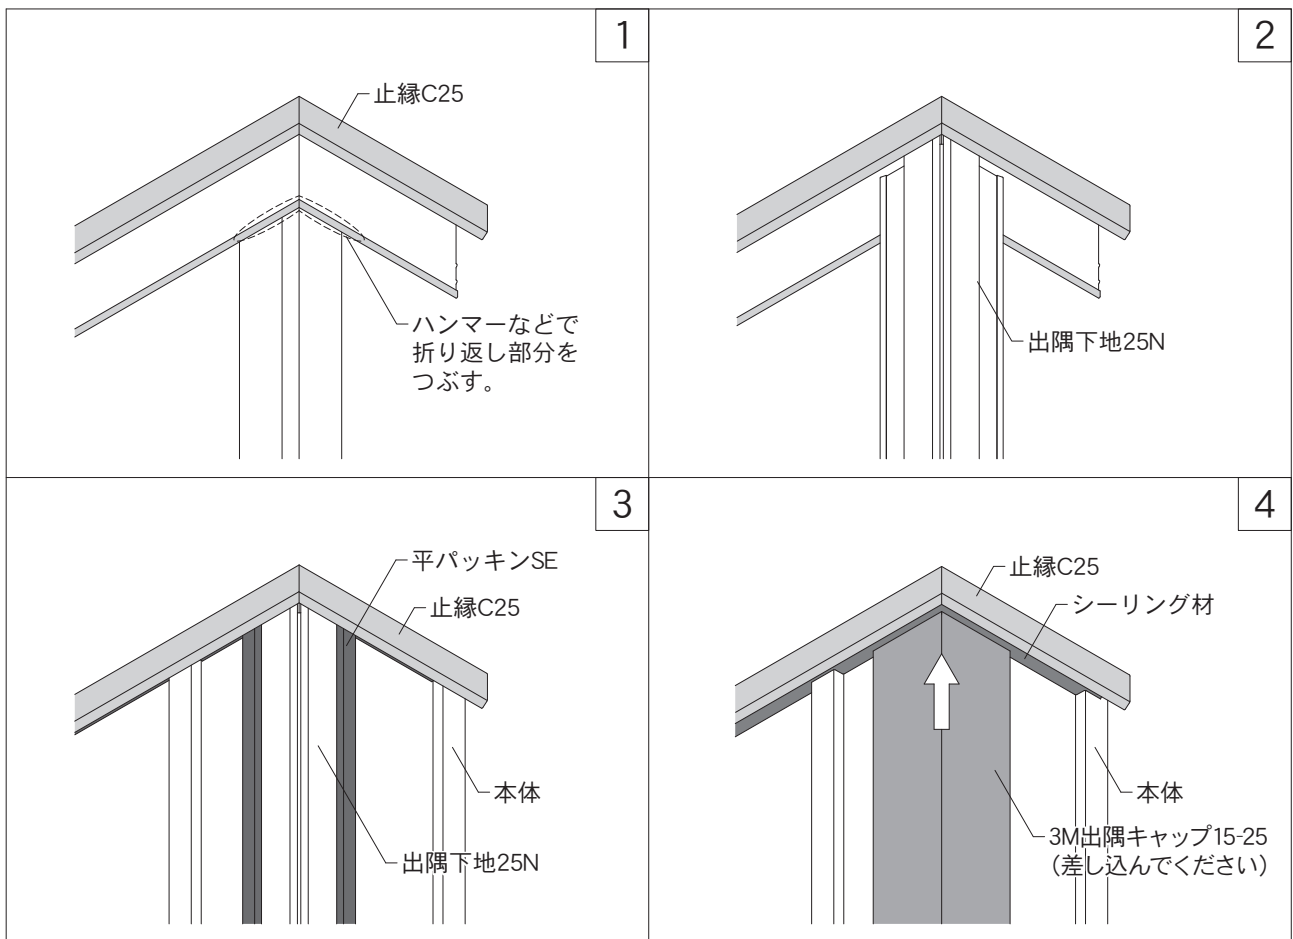 1
止縁C25
ハンマーなどで
折り返し部分を
つぶす。
2
出隅下地25N
3
平パッキンSE
止縁C25
本体
出隅下地25N
4
止縁C25
シーリング材
本体
3M出隅キャップ15-25
（差し込んでください）